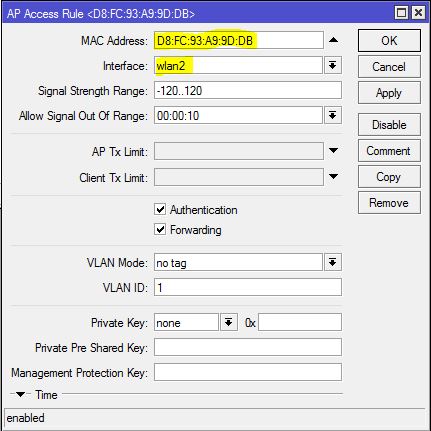 AP Access Rule <D8:FC:93:A9:9D:DB>
MAC Address: D8:FC:93:A9:9D:DB
OK
Interface: wlan2
Cancel
Signal Strength Range: -120..120
Apply
Allow Signal Out Of Range: 00:00:10
Disable
AP Tx Limit:
Comment
Client Tx Limit:
Copy
Authentication
Remove
Forwarding
VLAN Mode: no tag
VLAN ID: 1
Private Key: none 0x
Private Pre Shared Key:
Management Protection Key:
Time
enabled